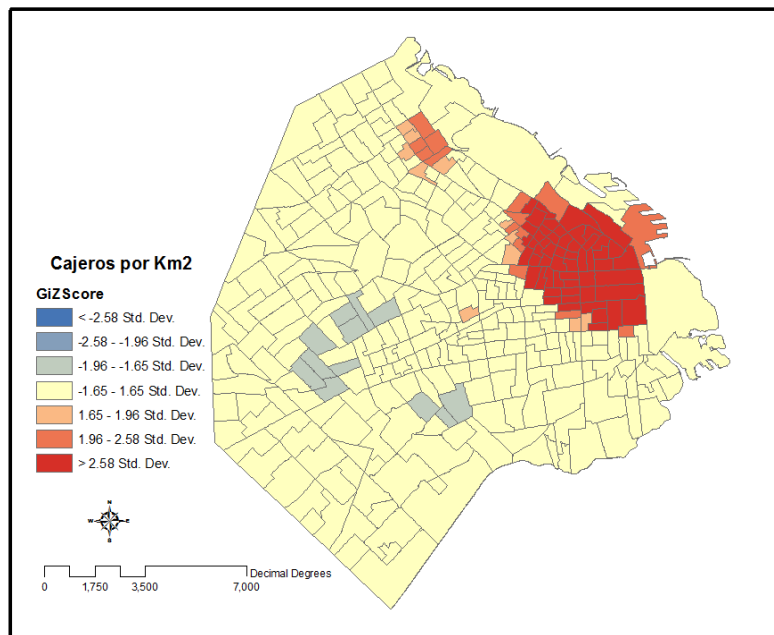 Cajeros por Km2
GiZScore
< -2.58 Std. Dev.
-2.58 - -1.96 Std. Dev.
-1.96 - -1.65 Std. Dev.
-1.65 - 1.65 Std. Dev.
1.65 - 1.96 Std. Dev.
1.96 - 2.58 Std. Dev.
> 2.58 Std. Dev.
N
W E
S
Decimal Degrees
0 1,750 3,500 7,000